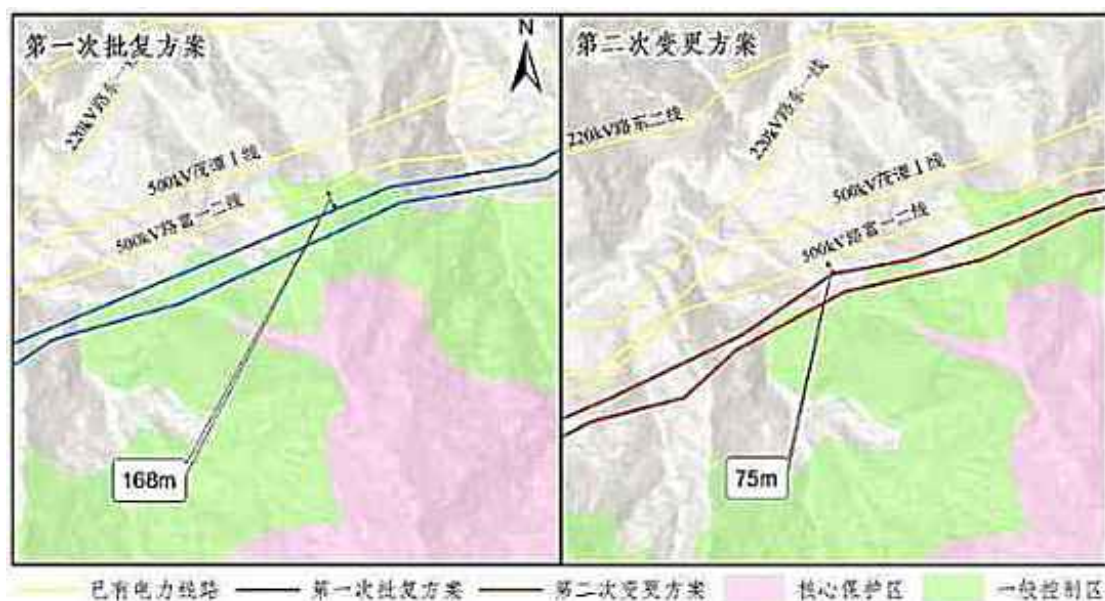 第一次批复方案
N
220kV路东一线
500kV茂谭Ⅰ线
500kV路富一二线
168m
第二次变更方案
220kV路东二线
220kV路东一线
500kV茂谭Ⅰ线
500kV路富一二线
75m
已有电力线路
第一次批复方案
第二次变更方案
核心保护区
一般控制区